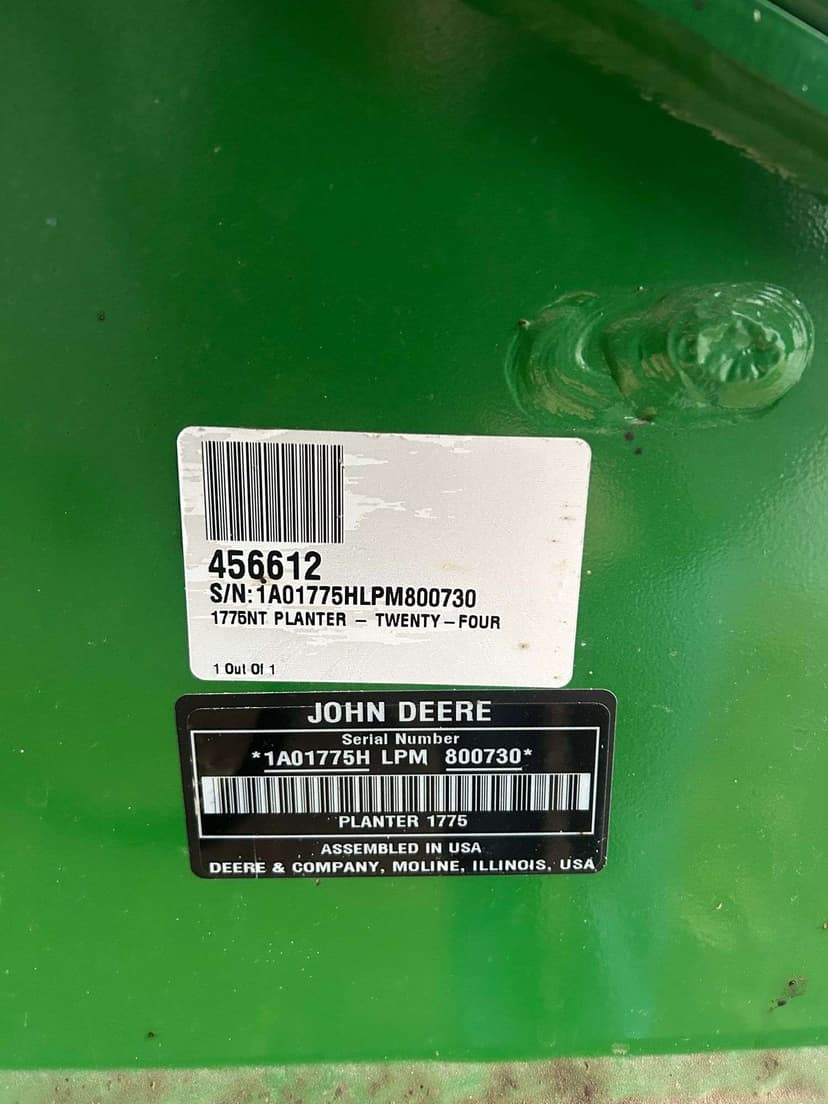 456612
S/N: 1A01775HLPM800730
1775NT PLANTER – TWENTY–FOUR
1 Out Of 1
JOHN DEERE
Serial Number
*1A01775H LPM 800730*
PLANTER 1775
ASSEMBLED IN USA
DEERE & COMPANY, MOLINE, ILLINOIS, USA